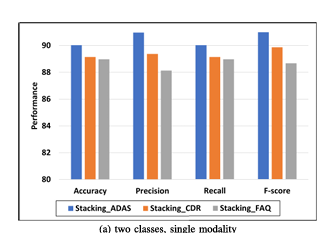 90
88
86
84
82
80
Performance
Accuracy Precision Recall F-score
Stacking_ADAS Stacking_CDR Stacking_FAQ
(a) two classes, single modality